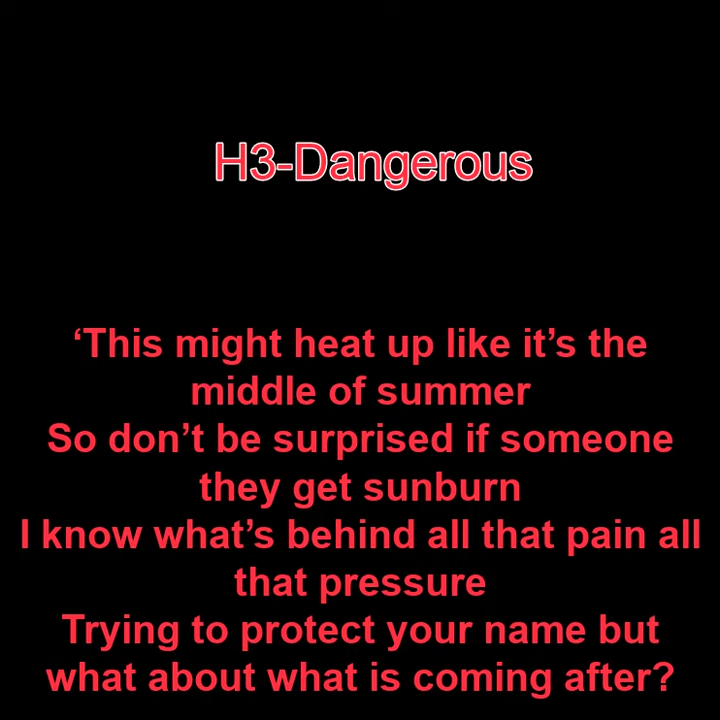 H3-Dangerous
‘This might heat up like it’s the
middle of summer
So don’t be surprised if someone
they get sunburn
I know what’s behind all that pain all
that pressure
Trying to protect your name but
what about what is coming after?